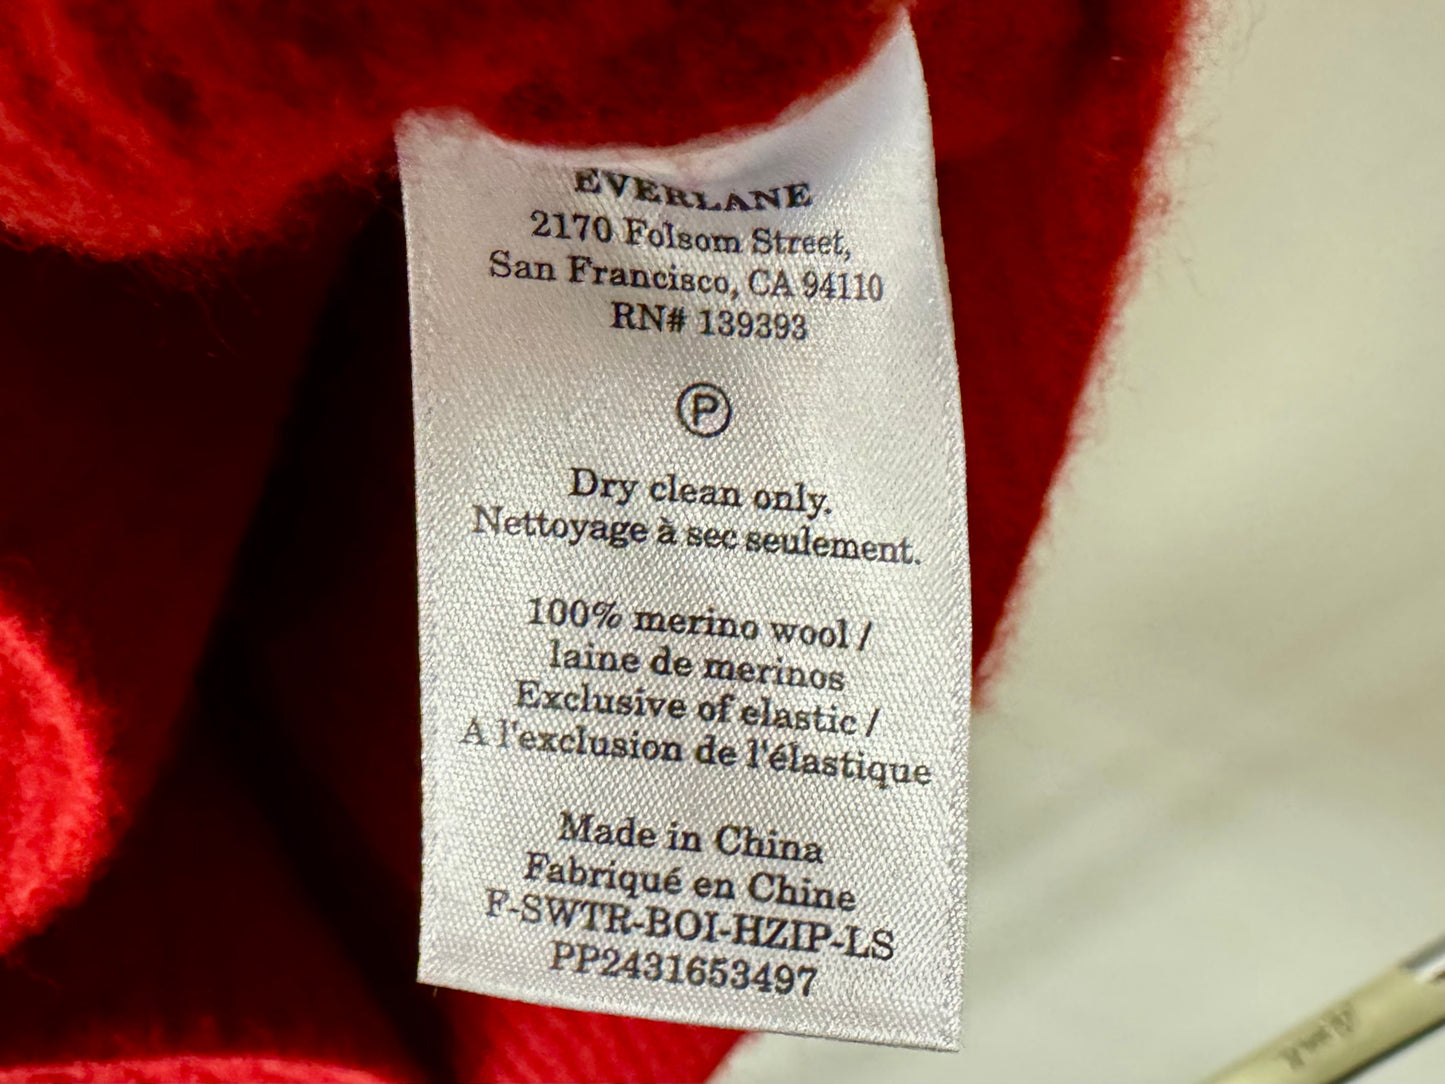 EVERLANE
2170 Folsom Street,
San Francisco, CA 94110
RN# 139393
P
Dry clean only.
Nettoyage à sec seulement.
100% merino wool /
laine de merinos
Exclusive of elastic /
A l'exclusion de l'élastique
Made in China
Fabriqué en Chine
F-SWTR-BOI-HZIP-LS
PP2431653497